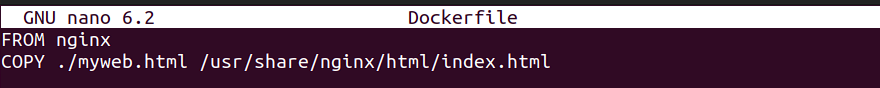 GNU nano 6.2 Dockerfile
FROM nginx
COPY ./myweb.html /usr/share/nginx/html/index.html